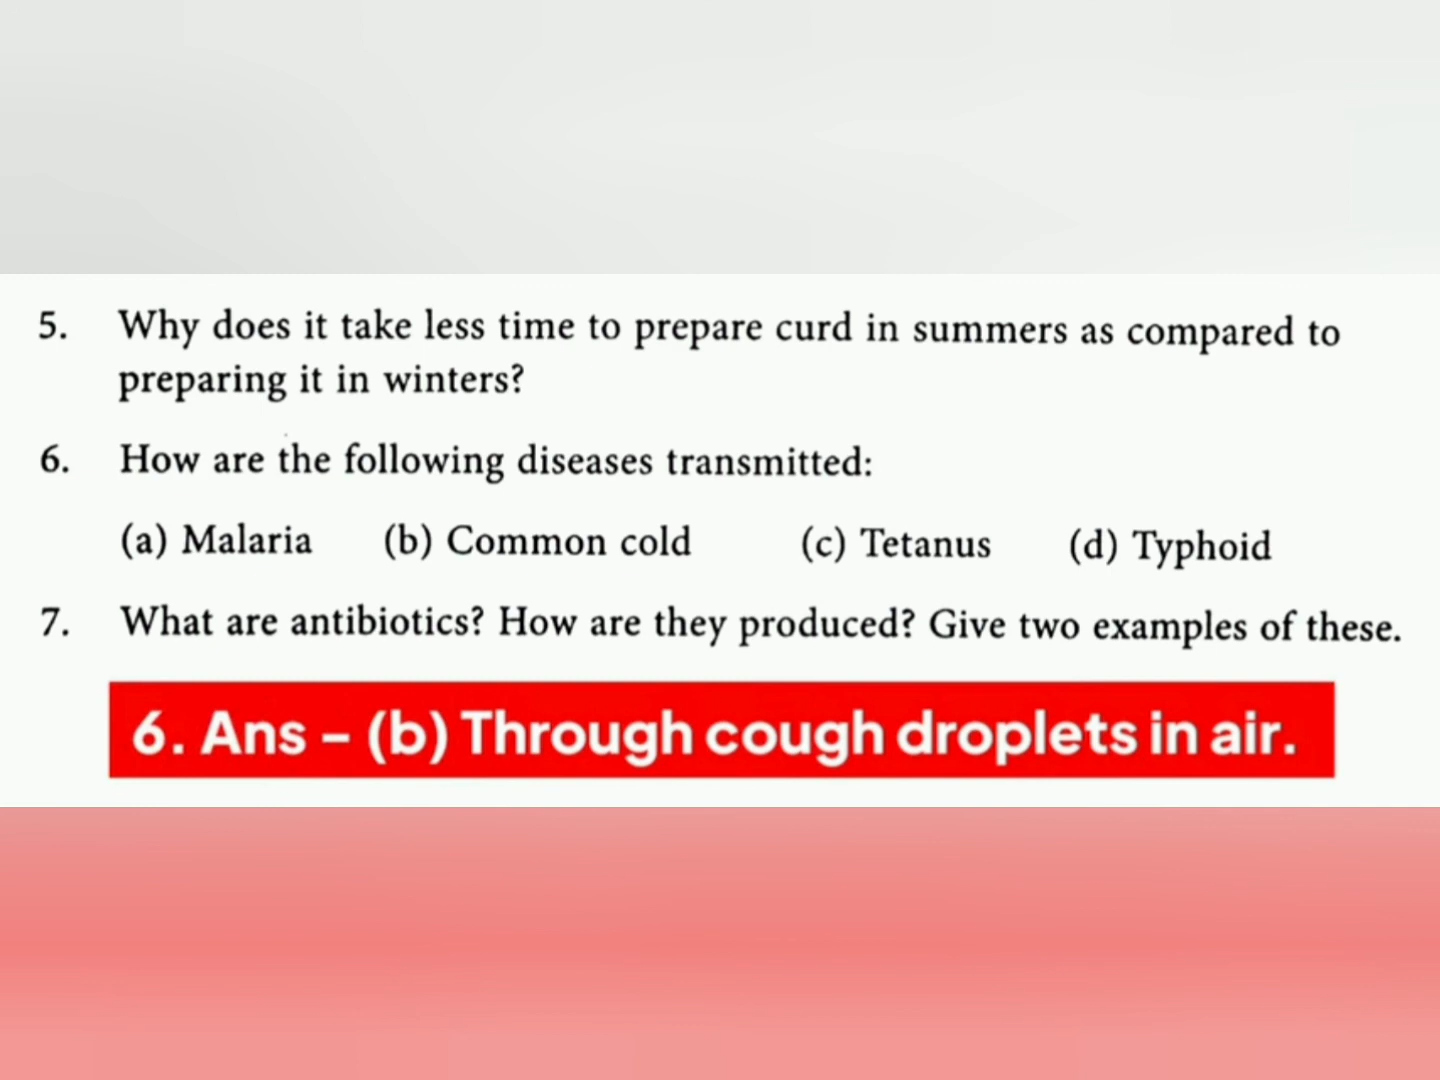 5. Why does it take less time to prepare curd in summers as compared to
preparing it in winters?
6. How are the following diseases transmitted:
(a) Malaria (b) Common cold (c) Tetanus (d) Typhoid
7. What are antibiotics? How are they produced? Give two examples of these.
6. Ans – (b) Through cough droplets in air.